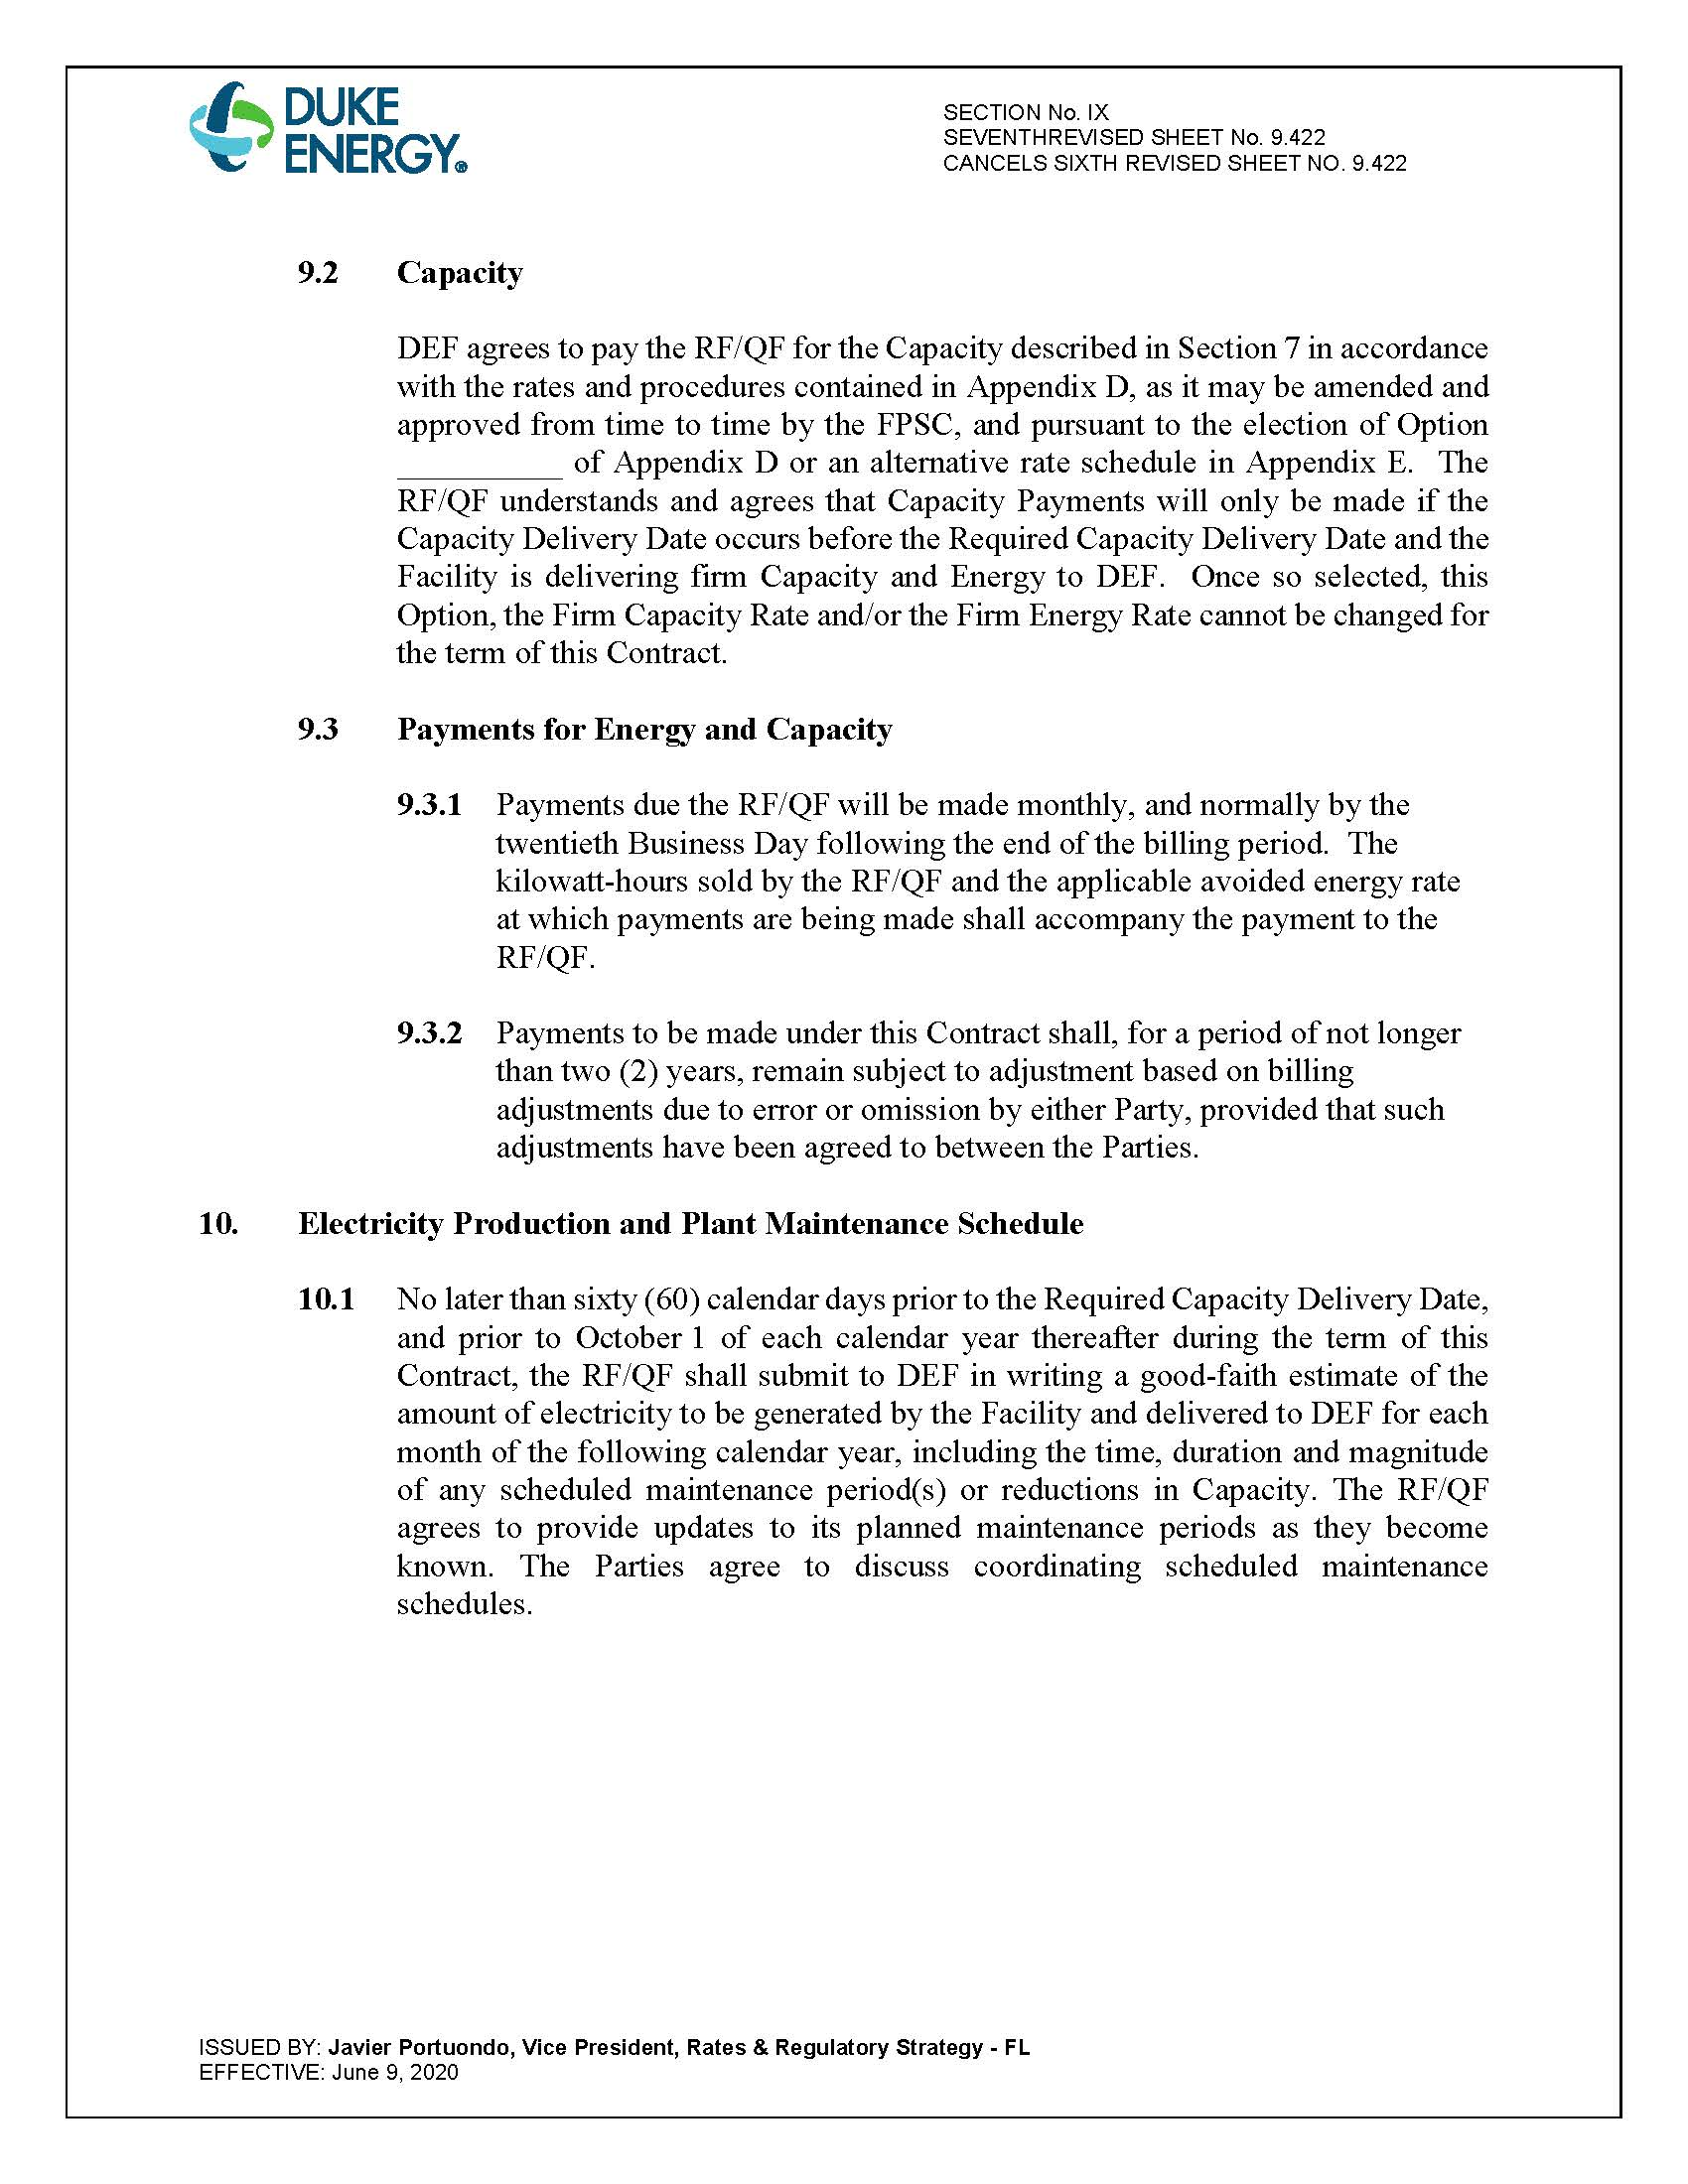 DUKE
ENERGY®
SECTION No. IX
SEVENTHREVISED SHEET No. 9.422
CANCELS SIXTH REVISED SHEET NO. 9.422
9.2 Capacity
DEF agrees to pay the RF/QF for the Capacity described in Section 7 in accordance
with the rates and procedures contained in Appendix D, as it may be amended and
approved from time to time by the FPSC, and pursuant to the election of Option
__________ of Appendix D or an alternative rate schedule in Appendix E. The
RF/QF understands and agrees that Capacity Payments will only be made if the
Capacity Delivery Date occurs before the Required Capacity Delivery Date and the
Facility is delivering firm Capacity and Energy to DEF. Once so selected, this
Option, the Firm Capacity Rate and/or the Firm Energy Rate cannot be changed for
the term of this Contract.
9.3 Payments for Energy and Capacity
9.3.1 Payments due the RF/QF will be made monthly, and normally by the
twentieth Business Day following the end of the billing period. The
kilowatt-hours sold by the RF/QF and the applicable avoided energy rate
at which payments are being made shall accompany the payment to the
RF/QF.
9.3.2 Payments to be made under this Contract shall, for a period of not longer
than two (2) years, remain subject to adjustment based on billing
adjustments due to error or omission by either Party, provided that such
adjustments have been agreed to between the Parties.
10. Electricity Production and Plant Maintenance Schedule
10.1 No later than sixty (60) calendar days prior to the Required Capacity Delivery Date,
and prior to October 1 of each calendar year thereafter during the term of this
Contract, the RF/QF shall submit to DEF in writing a good-faith estimate of the
amount of electricity to be generated by the Facility and delivered to DEF for each
month of the following calendar year, including the time, duration and magnitude
of any scheduled maintenance period(s) or reductions in Capacity. The RF/QF
agrees to provide updates to its planned maintenance periods as they become
known. The Parties agree to discuss coordinating scheduled maintenance
schedules.
ISSUED BY: Javier Portuondo, Vice President, Rates & Regulatory Strategy - FL
EFFECTIVE: June 9, 2020